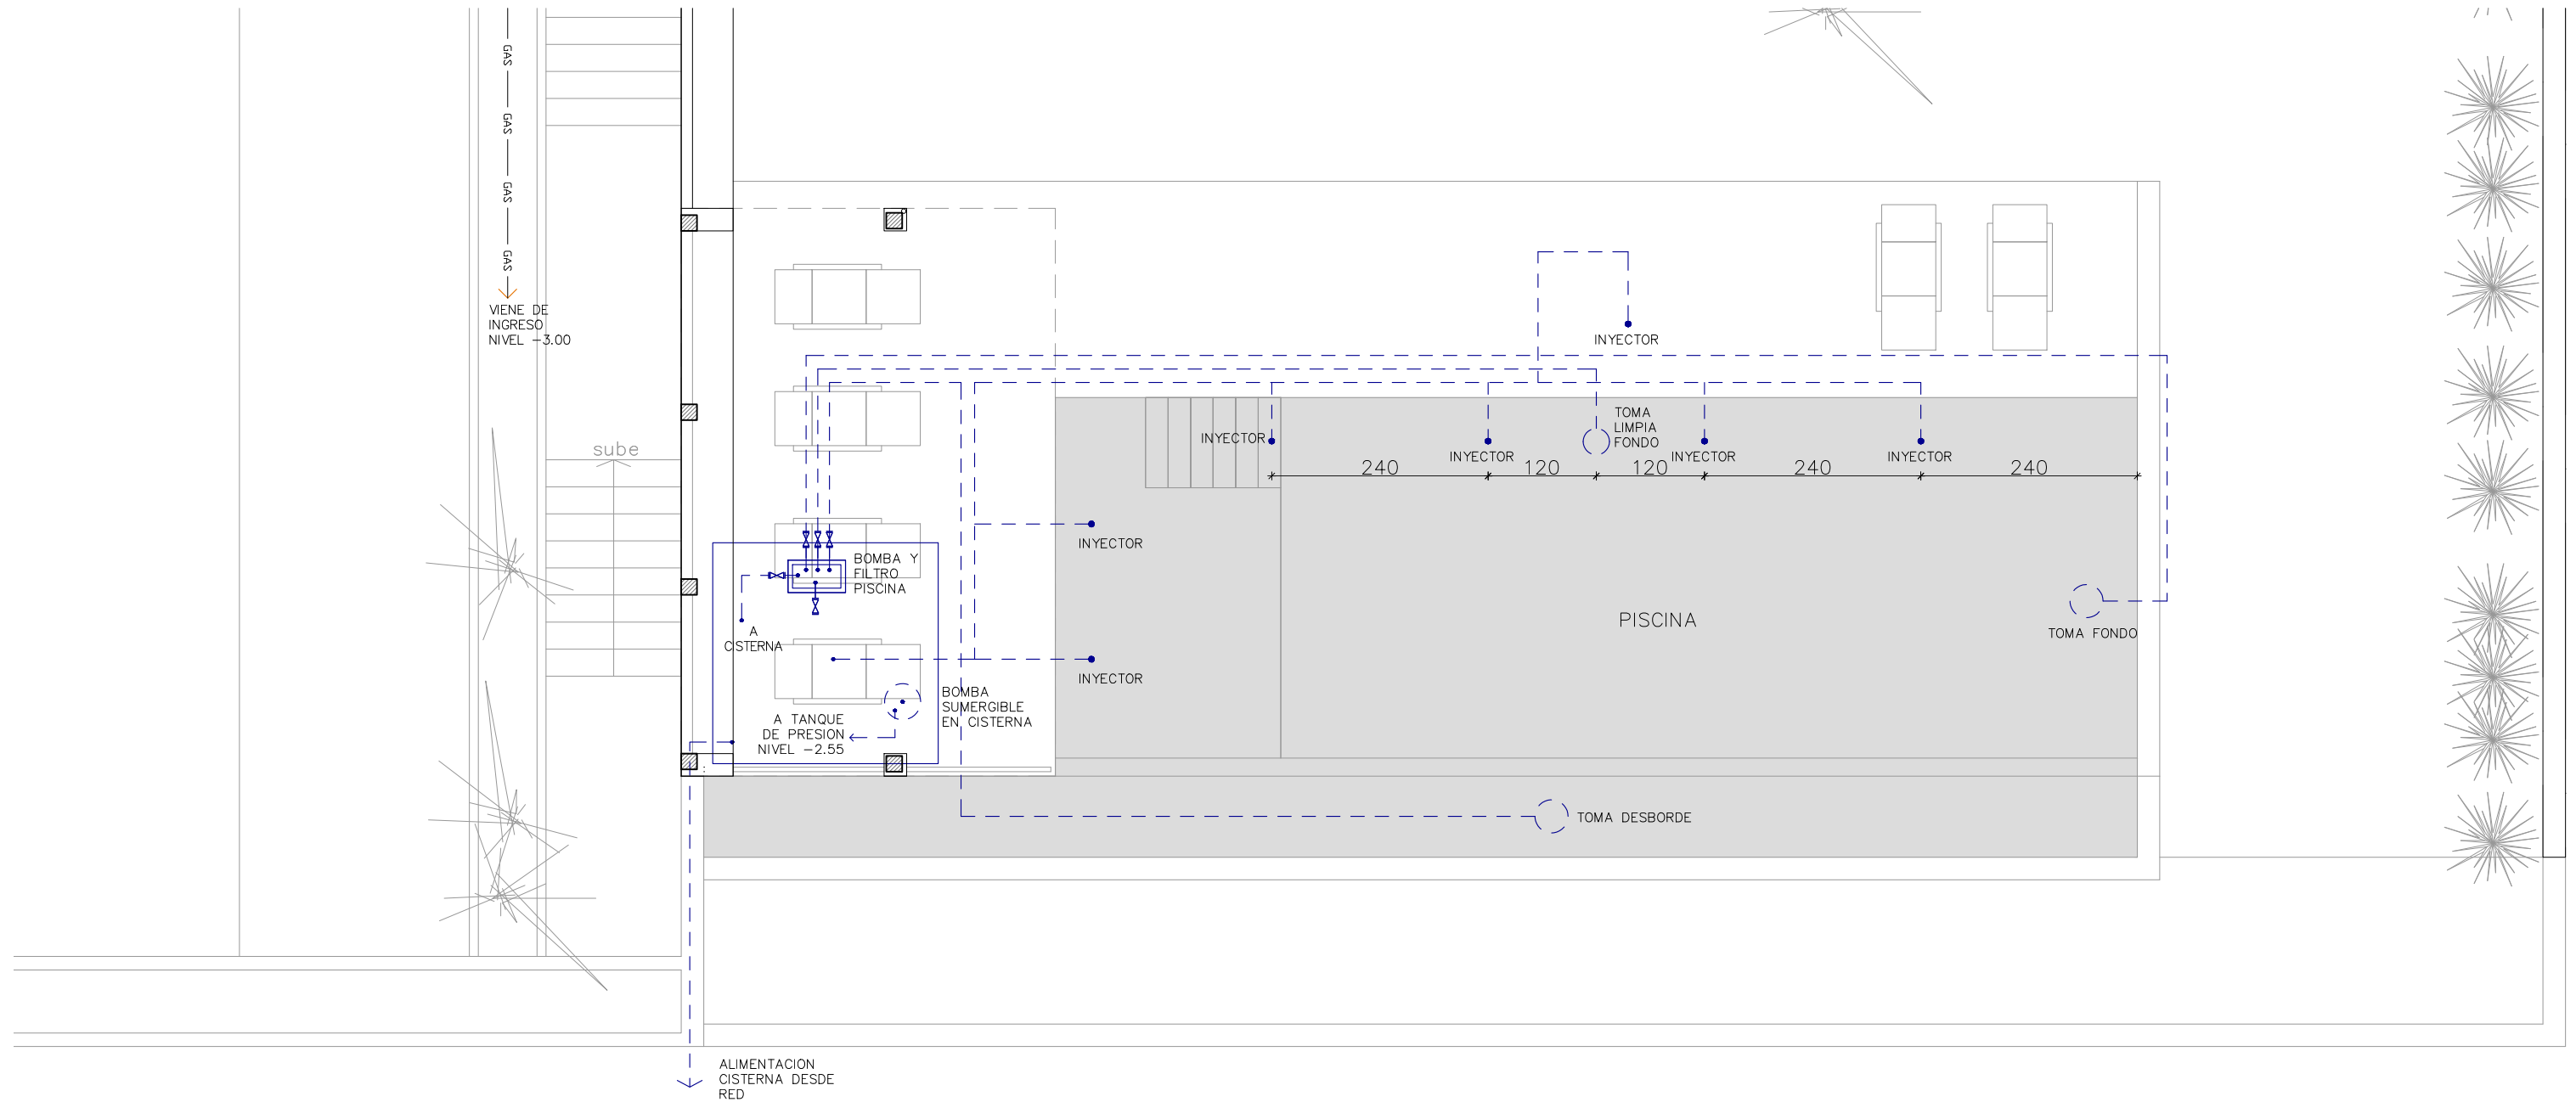 GAS
GAS
GAS
GAS
VIENE DE
INGRESO
NIVEL -3.00
sube
INYECTOR
TOMA
LIMPIA
FONDO
INYECTOR
INYECTOR
INYECTOR
INYECTOR
240
120
120
240
240
INYECTOR
BOMBA Y
FILTRO
PISCINA
PISCINA
TOMA FONDO
A
CISTERNA
INYECTOR
BOMBA
SUMERGIBLE
EN CISTERNA
A TANQUE
DE PRESION
NIVEL -2.55
TOMA DESBORDE
ALIMENTACION
CISTERNA DESDE
RED